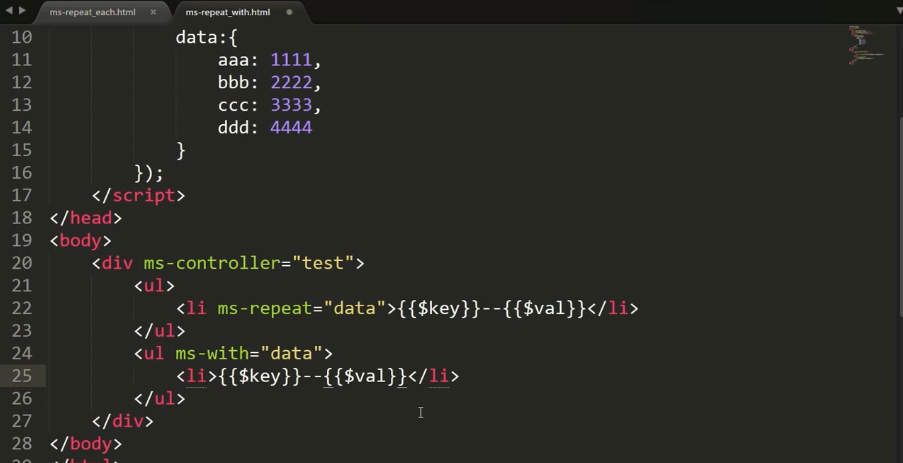 ms-repeat_each.html × ms-repeat_with.html
10 data:{
11 aaa: 1111,
12 bbb: 2222,
13 ccc: 3333,
14 ddd: 4444
15 }
16 });
17 </script>
18 </head>
19 <body>
20 <div ms-controller="test">
21 <ul>
22 <li ms-repeat="data">{{$key}}--{{$val}}</li>
23 </ul>
24 <ul ms-with="data">
25 <li>{{$key}}--{{$val}}</li>
26 </ul>
27 </div>
28 </body>